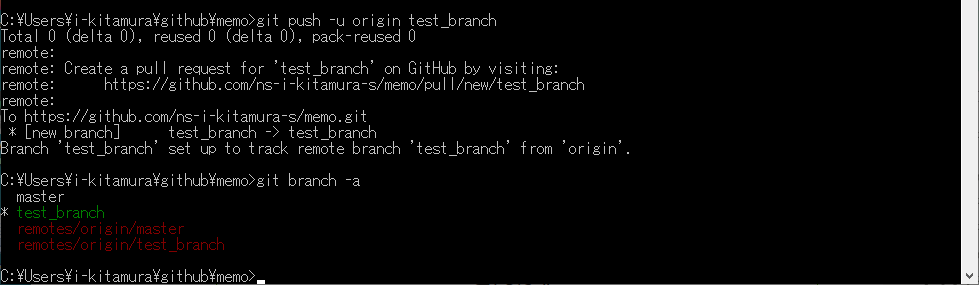 C:¥Users¥i-kitamura¥github¥memo>git push -u origin test_branch
Total 0 (delta 0), reused 0 (delta 0), pack-reused 0
remote:
remote: Create a pull request for 'test_branch' on GitHub by visiting:
remote:      https://github.com/ns-i-kitamura-s/memo/pull/new/test_branch
remote:
To https://github.com/ns-i-kitamura-s/memo.git
 * [new branch]      test_branch -> test_branch
Branch 'test_branch' set up to track remote branch 'test_branch' from 'origin'.
C:¥Users¥i-kitamura¥github¥memo>git branch -a
  master
* test_branch
  remotes/origin/master
  remotes/origin/test_branch
C:¥Users¥i-kitamura¥github¥memo>